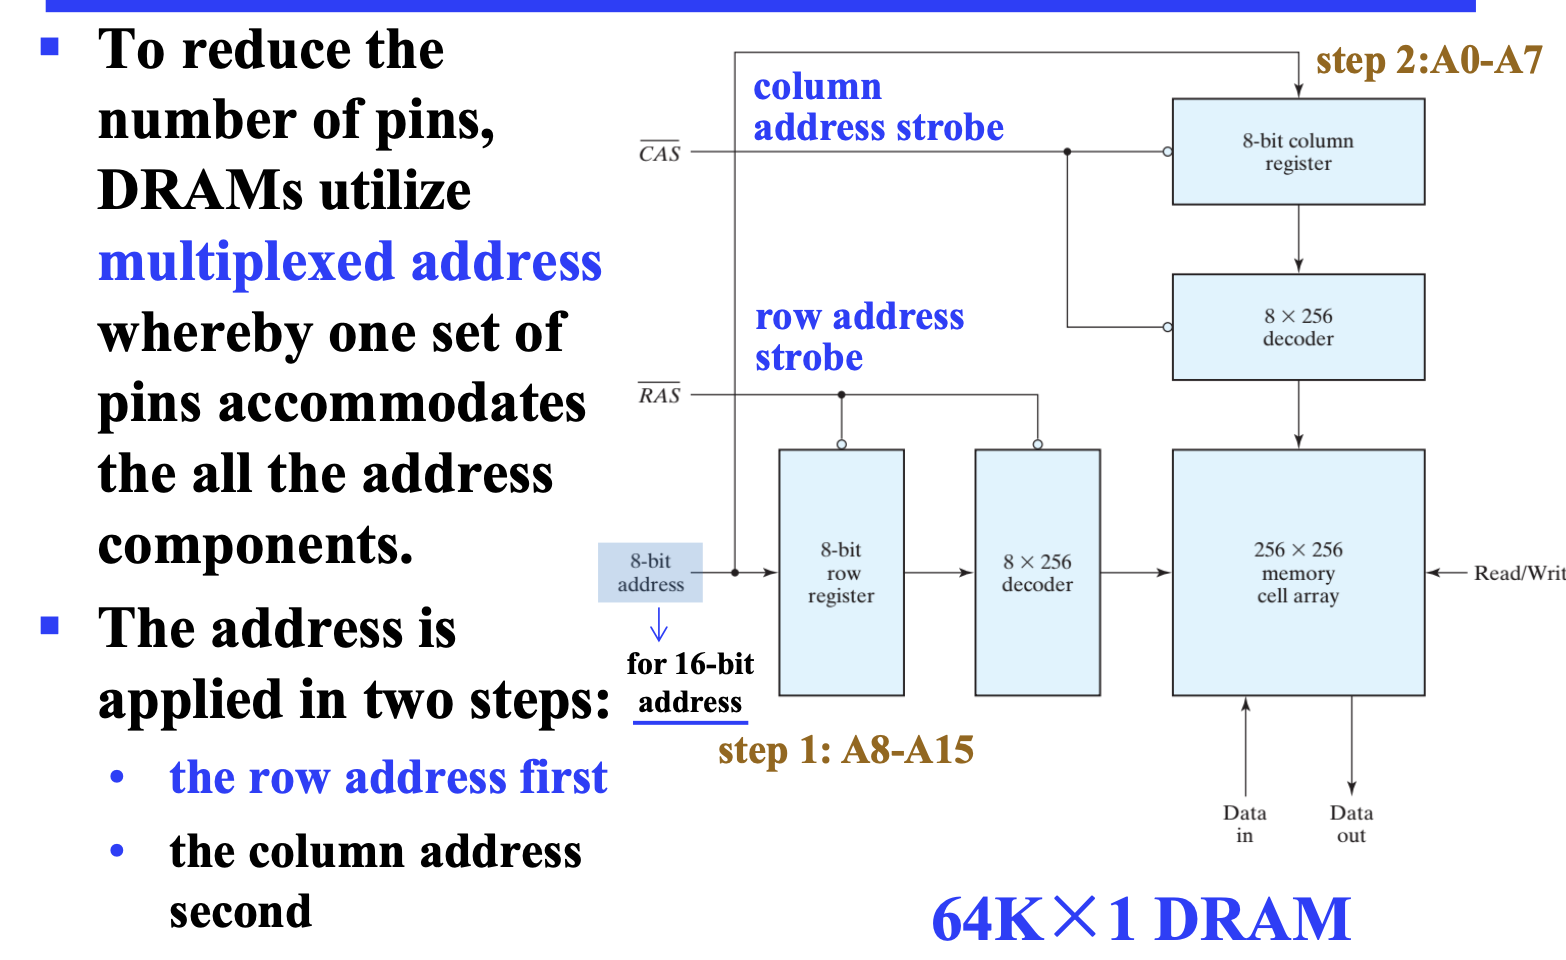 To reduce the
number of pins,
DRAMs utilize
multiplexed address
whereby one set of
pins accommodates
the all the address
components.
The address is
applied in two steps:
the row address first
the column address
second
step 2:A0-A7
column
address strobe
CAS
8-bit column
register
8 × 256
decoder
row address
strobe
RAS
8-bit
address
for 16-bit
address
step 1: A8-A15
8-bit
row
register
8 × 256
decoder
256 × 256
memory
cell array
Read/Writ
Data
in
Data
out
64K×1 DRAM